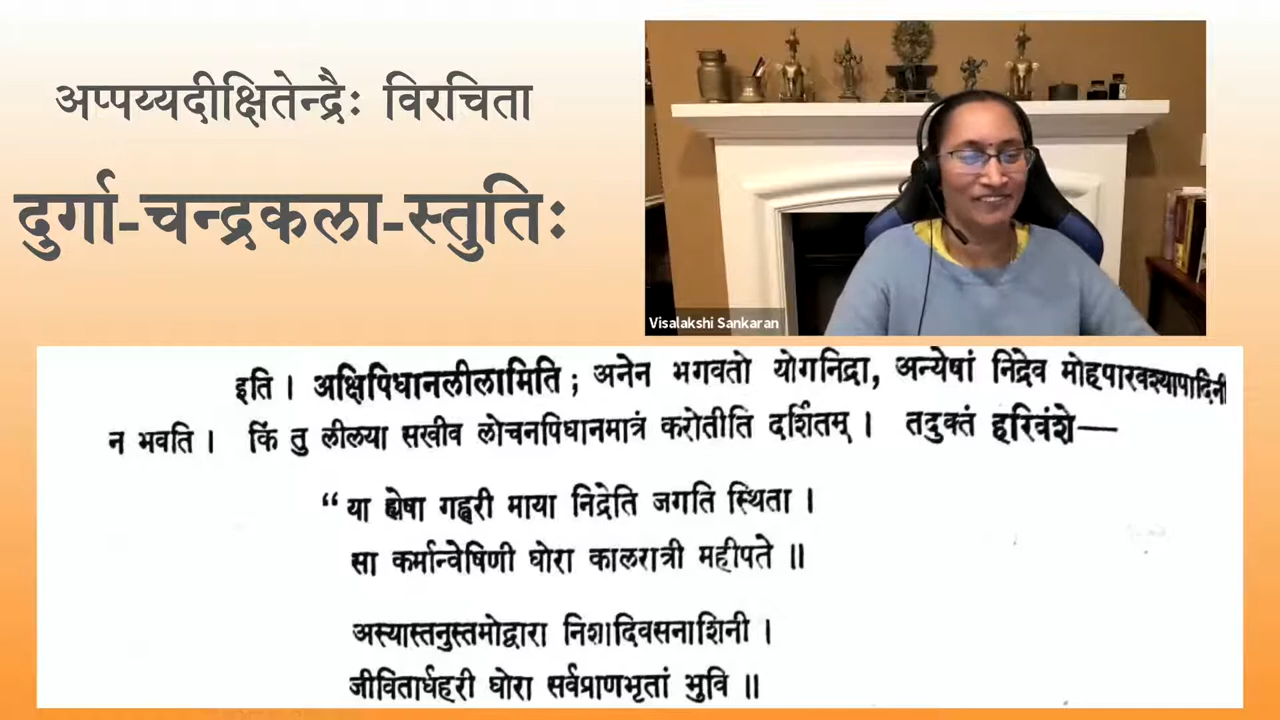 अप्पय्यदीक्षितेन्द्रैः विरचिता
दुर्गा-चन्द्रकला-स्तुतिः
Visalakshi Sankaran
इति । अक्षिपिधानलीलामिति ; अनेन भगवतो योगनिद्रा, अन्येषां निद्रेव मोहपारवश्यापादिनी
न भवति । किं तु लीलया सखीव लोचनपिधानमात्रं करोतीति दर्शितम् । तदुक्तं हरिवंशे—
“ या ह्येषा गह्वरी माया निद्रेति जगति स्थिता ।
सा कर्मान्वेषिणी घोरा कालरात्री महीपते ॥
अस्यास्तनुस्तमोद्वारा निशादिवसनाशिनी ।
जीवितार्धहरी घोरा सर्वप्राणभृतां भुवि ॥